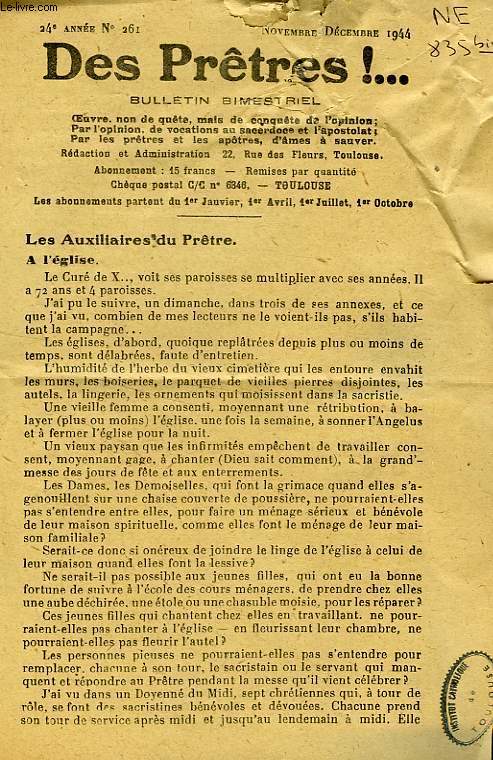 Le-livre.com
24e ANNÉE No 261
NOVEMBRE DÉCEMBRE 1944
NE
835 bis
Des Prêtres !...
BULLETIN BIMESTRIEL
Œuvre, non de quête, mais de conquête de l'opinion;
Par l'opinion, de vocations au sacerdoce et l'apostolat;
Par les prêtres et les apôtres, d'âmes à sauver.
Rédaction et Administration 22, Rue des Fleurs, Toulouse.
Abonnement : 15 francs — Remises par quantité
Chèque postal C/C n° 6846. — TOULOUSE
Les abonnements partent du 1er Janvier, 1er Avril, 1er Juillet, 1er Octobre
Les Auxiliaires du Prêtre.
A l'église.
Le Curé de X.., voit ses paroisses se multiplier avec ses années. Il
a 72 ans et 4 paroisses.
J'ai pu le suivre, un dimanche, dans trois de ses annexes, et ce
que j'ai vu, combien de mes lecteurs ne le voient-ils pas, s'ils habi-
tent la campagne...
Les églises, d'abord, quoique replâtrées depuis plus ou moins de
temps, sont délabrées, faute d'entretien.
L'humidité de l'herbe du vieux cimetière qui les entoure envahit
les murs, les boiseries, le parquet de vieilles pierres disjointes, les
autels, la lingerie, les ornements qui moisissent dans la sacristie.
Une vieille femme a consenti, moyennant une rétribution, à ba-
layer (plus ou moins) l'église, une fois la semaine, à sonner l'Angelus
et à fermer l'église pour la nuit.
Un vieux paysan que les infirmités empêchent de travailler con-
sent, moyennant gage, à chanter (Dieu sait comment), à la grand'-
messe des jours de fête et aux enterrements.
Les Dames, les Demoiselles, qui font la grimace quand elles s'a-
genouillent sur une chaise couverte de poussière, ne pourraient-elles
pas s'entendre entre elles, pour faire un ménage sérieux et bénévole
de leur maison spirituelle, comme elles font le ménage de leur mai-
son familiale?
Serait-ce donc si onéreux de joindre le linge de l'église à celui de
leur maison quand elles font la lessive?
Ne serait-il pas possible aux jeunes filles, qui ont eu la bonne
fortune de suivre à l'école des cours ménagers, de prendre chez elles
une aube déchirée, une étole ou une chasuble moisie, pour les réparer?
Ces jeunes filles qui chantent chez elles en travaillant, ne pour-
raient-elles pas chanter à l'église — en fleurissant leur chambre, ne
pourraient-elles pas fleurir l'autel?
Les personnes pieuses ne pourraient-elles pas s'entendre pour
remplacer, chacune à son tour, le sacristain ou le servant qui man-
quent et répondre au Prêtre pendant la messe qu'il vient célébrer?
J'ai vu dans un Doyenné du Midi, sept chrétiennes qui, à tour de
rôle, se font des sacristines bénévoles et dévouées. Chacune prend
son tour de service après midi et jusqu'au lendemain à midi. Elle
INSTITUT CATHOLIQUE
de
TOULOUSE